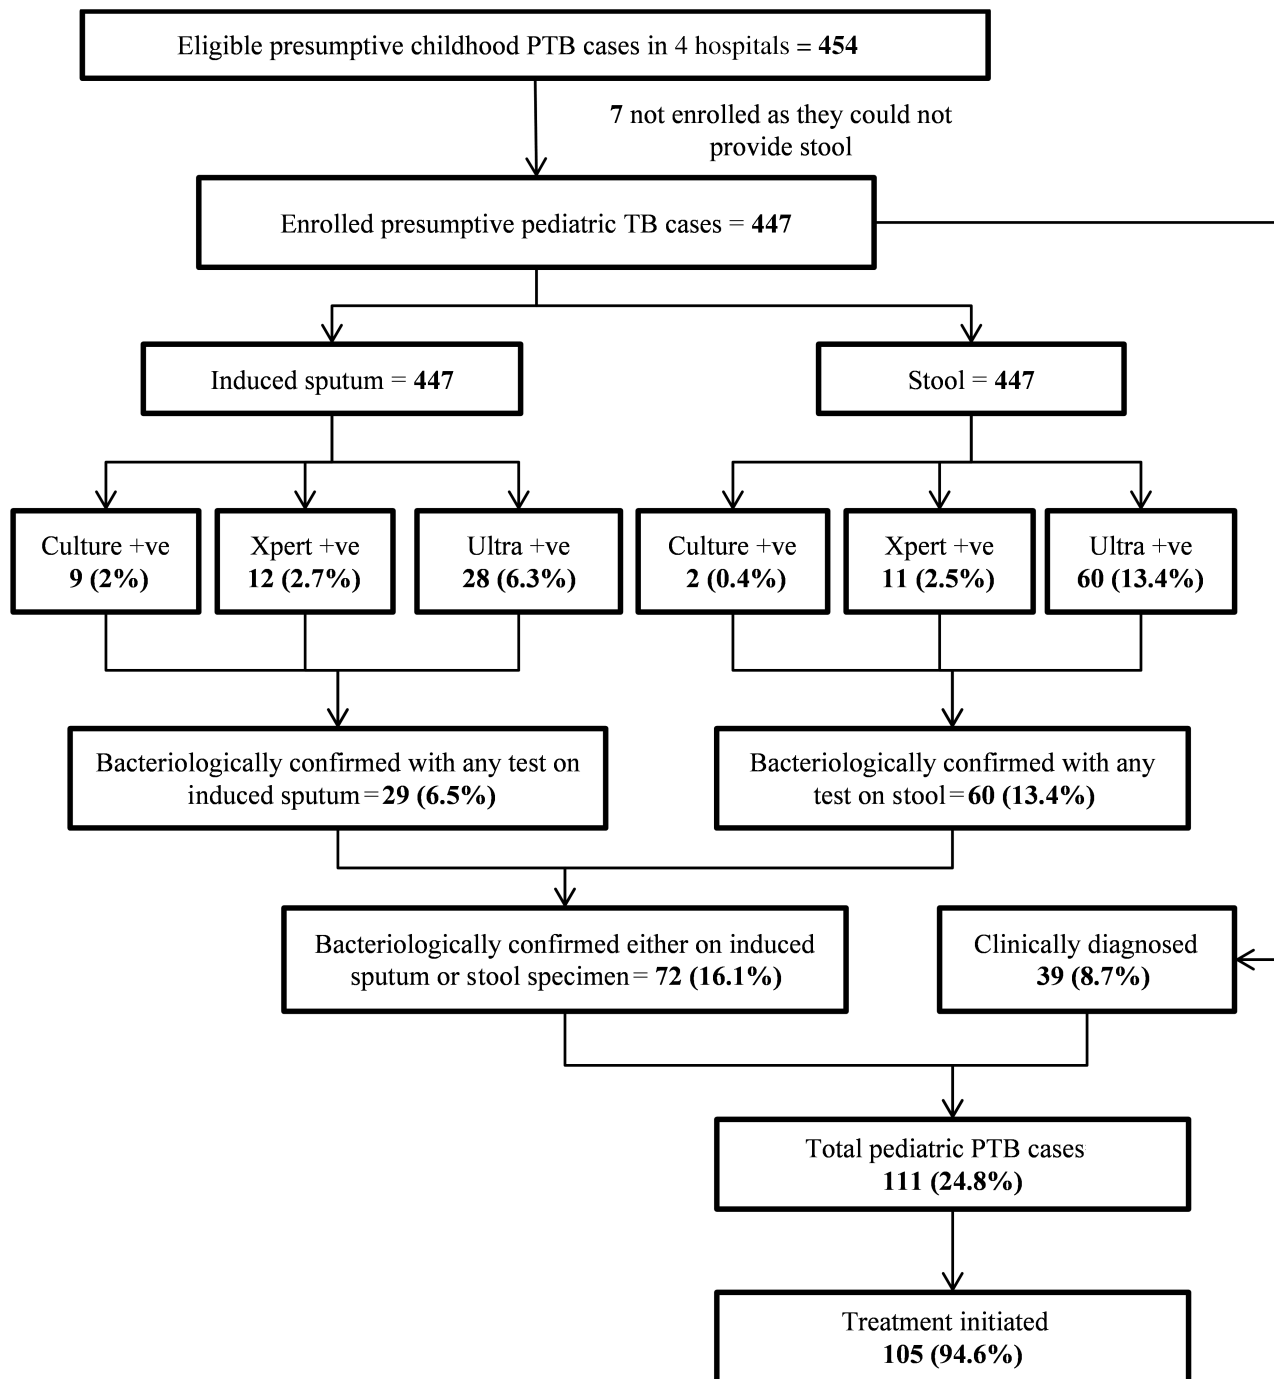 Eligible presumptive childhood PTB cases in 4 hospitals = 454
7 not enrolled as they could not
provide stool
Enrolled presumptive pediatric TB cases = 447
Induced sputum = 447
Stool = 447
Culture +ve
9 (2%)
Xpert +ve
12 (2.7%)
Ultra +ve
28 (6.3%)
Culture +ve
2 (0.4%)
Xpert +ve
11 (2.5%)
Ultra +ve
60 (13.4%)
Bacteriologically confirmed with any test on
induced sputum = 29 (6.5%)
Bacteriologically confirmed with any
test on stool = 60 (13.4%)
Bacteriologically confirmed either on induced
sputum or stool specimen = 72 (16.1%)
Clinically diagnosed
39 (8.7%)
Total pediatric PTB cases
111 (24.8%)
Treatment initiated
105 (94.6%)